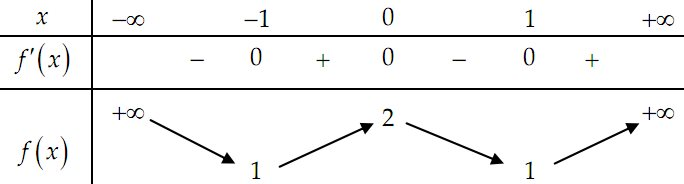 x −∞ −1 0 1 +∞
f′(x) − 0 + 0 − 0 +
+∞ 2 +∞
f(x)
1 1